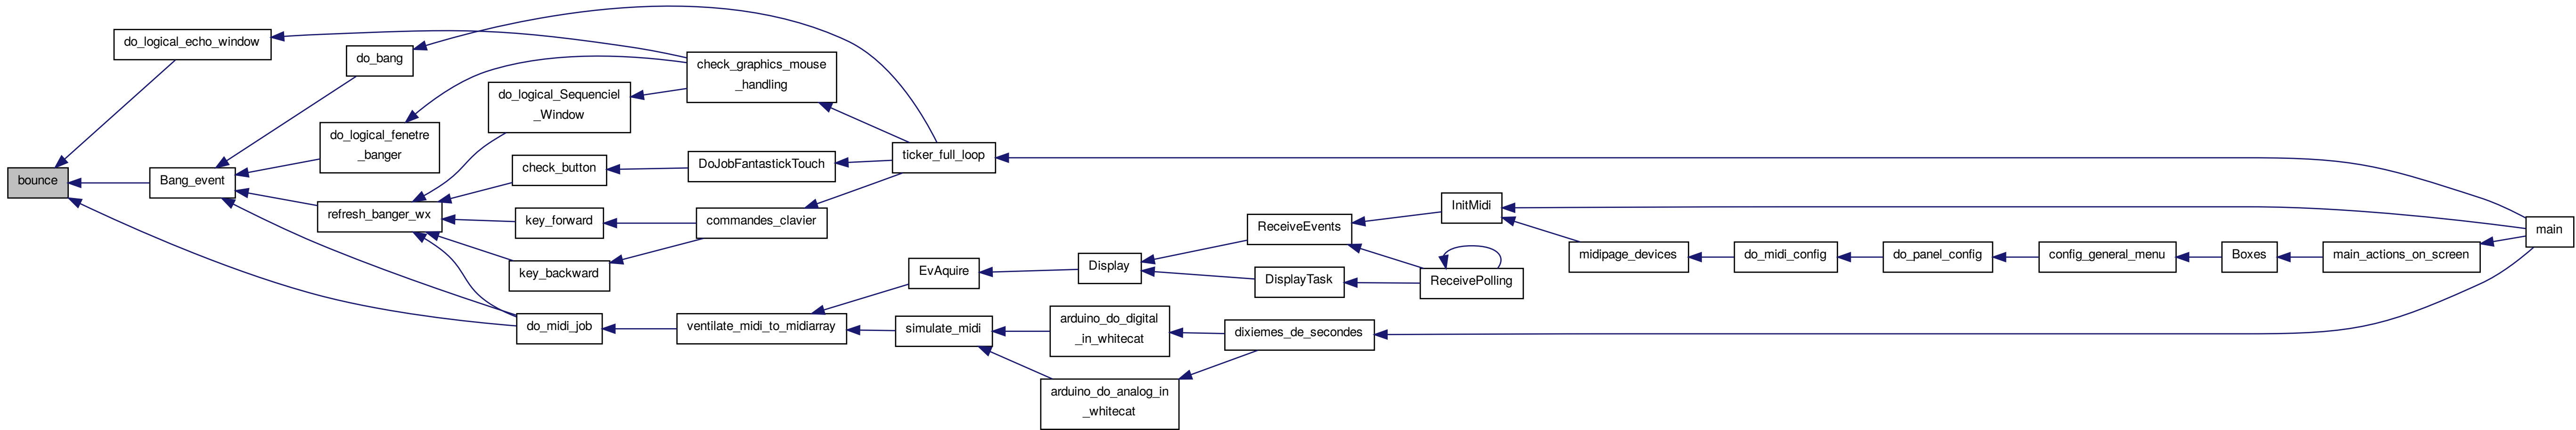 bounce
do_logical_echo_window
Bang_event
do_bang
do_logical_fenetre
_banger
refresh_banger_wx
do_logical_Sequenciel
_Window
check_button
key_forward
key_backward
do_midi_job
check_graphics_mouse
_handling
DoJobFantastickTouch
commandes_clavier
ventilate_midi_to_midiarray
ticker_full_loop
EvAquire
simulate_midi
Display
arduino_do_digital
_in_whitecat
arduino_do_analog_in
_whitecat
ReceiveEvents
DisplayTask
dixiemes_de_secondes
InitMidi
ReceivePolling
midipage_devices
do_midi_config
do_panel_config
config_general_menu
Boxes
main_actions_on_screen
main